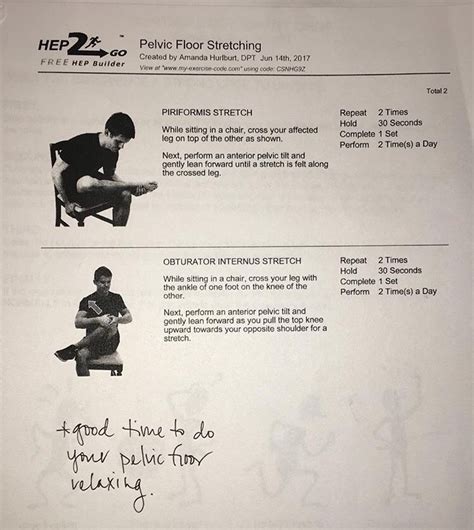 HEP2GO™
FREE HEP Builder
Pelvic Floor Stretching
Created by Amanda Hurlburt, DPT Jun 14th, 2017
View at "www.my-exercise-code.com" using code: CSNHG9Z
Total 2
PIRIFORMIS STRETCH
While sitting in a chair, cross your affected
leg on top of the other as shown.
Next, perform an anterior pelvic tilt and
gently lean forward until a stretch is felt along
the crossed leg.
Repeat 2 Times
Hold 30 Seconds
Complete 1 Set
Perform 2 Time(s) a Day
OBTURATOR INTERNUS STRETCH
While sitting in a chair, cross your leg with
the ankle of one foot on the knee of the
other.
Next, perform an anterior pelvic tilt and
gently lean forward as you pull the top knee
upward towards your opposite shoulder for a
stretch.
Repeat 2 Times
Hold 30 Seconds
Complete 1 Set
Perform 2 Time(s) a Day
+good time to do
your pelvic floor
relaxing.